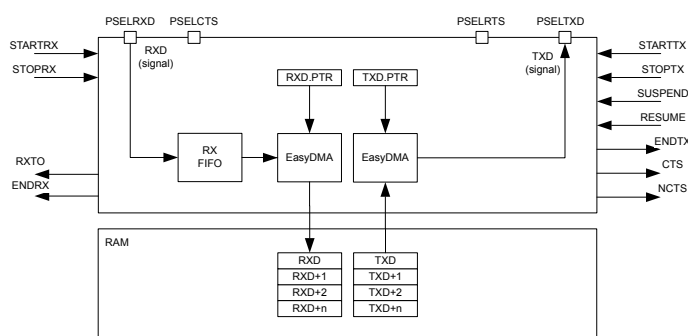 PSELRXD
PSELCTS
PSELRTS
PSELTXD
STARTRX
STOPRX
RXD
(signal)
RXD.PTR
TXD.PTR
TXD
(signal)
STARTTX
STOPTX
SUSPEND
RESUME
RX
FIFO
EasyDMA
EasyDMA
RXTO
ENDRX
ENDTX
CTS
NCTS
RAM
RXD
RXD+1
RXD+2
RXD+n
TXD
TXD+1
TXD+2
TXD+n